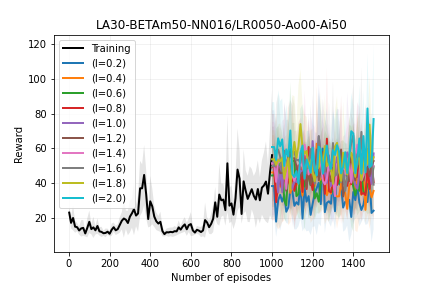 LA30-BETAm50-NN016/LR0050-Ao00-Ai50
120
100
80
60
40
20
Reward
Training
(l=0.2)
(l=0.4)
(l=0.6)
(l=0.8)
(l=1.0)
(l=1.2)
(l=1.4)
(l=1.6)
(l=1.8)
(l=2.0)
0 200 400 600 800 1000 1200 1400
Number of episodes